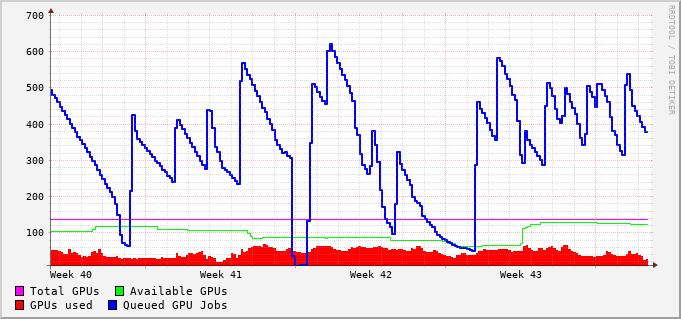 RRDTOOL / TOBI OETIKER
700
600
500
400
300
200
100
Week 40 Week 41 Week 42 Week 43
Total GPUs Available GPUs
GPUs used Queued GPU Jobs